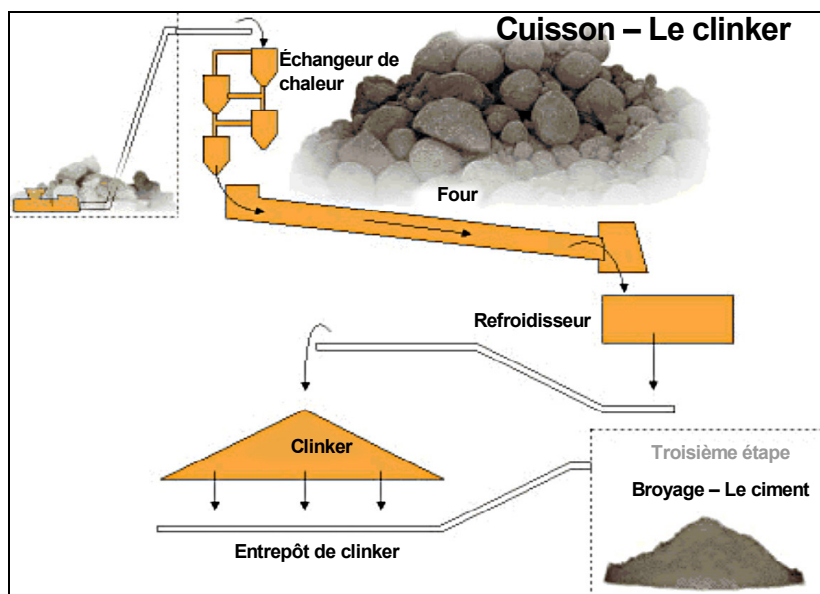 Cuisson – Le clinker
Échangeur de
chaleur
Four
Refroidisseur
Clinker
Entrepôt de clinker
Troisième étape
Broyage – Le ciment